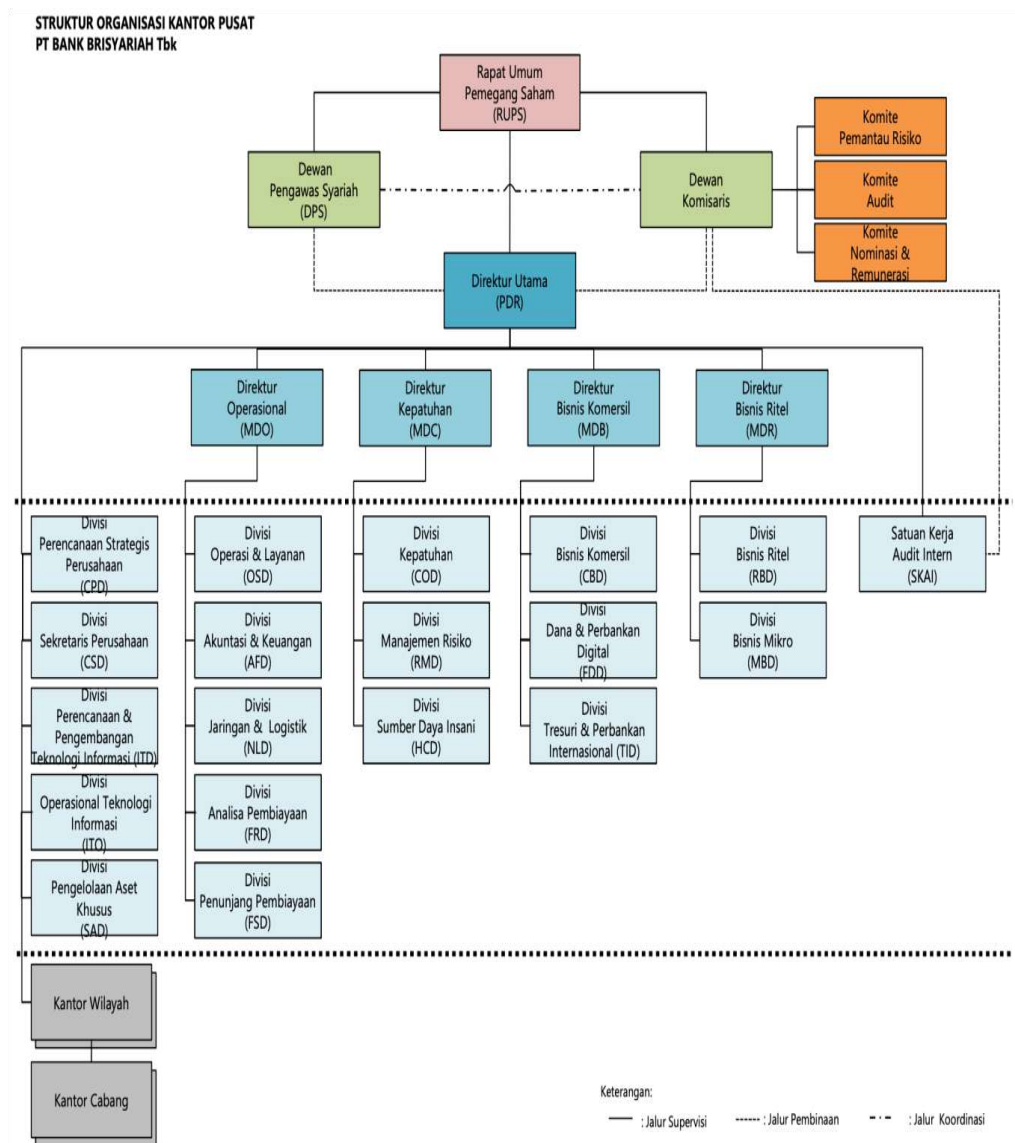 STRUKTUR ORGANISASI KANTOR PUSAT
PT BANK BRISYARIAH Tbk
Rapat Umum
Pemegang Saham
(RUPS)
Komite
Pemantau Risiko
Dewan
Pengawas Syariah
(DPS)
Dewan
Komisaris
Komite
Audit
Komite
Nominasi &
Remunerasi
Direktur Utama
(PDR)
Direktur
Operasional
(MDO)
Direktur
Kepatuhan
(MDC)
Direktur
Bisnis Komersil
(MDB)
Direktur
Bisnis Ritel
(MDR)
Divisi
Perencanaan Strategis
Perusahaan
(CPD)
Divisi
Operasi & Layanan
(OSD)
Divisi
Kepatuhan
(COD)
Divisi
Bisnis Komersil
(CBD)
Divisi
Bisnis Ritel
(RBD)
Satuan Kerja
Audit Intern
(SKAI)
Divisi
Sekretaris Perusahaan
(CSD)
Divisi
Akuntasi & Keuangan
(AFD)
Divisi
Manajemen Risiko
(RMD)
Divisi
Dana & Perbankan
Digital
(FDD)
Divisi
Bisnis Mikro
(MBD)
Divisi
Perencanaan &
Pengembangan
Teknologi Informasi (ITD)
Divisi
Jaringan & Logistik
(NLD)
Divisi
Sumber Daya Insani
(HCD)
Divisi
Tresuri & Perbankan
Internasional (TID)
Divisi
Operasional Teknologi
Informasi
(ITO)
Divisi
Analisa Pembiayaan
(FRD)
Divisi
Pengelolaan Aset
Khusus
(SAD)
Divisi
Penunjang Pembiayaan
(FSD)
Kantor Wilayah
Kantor Cabang
Keterangan:
: Jalur Supervisi
: Jalur Pembinaan
: Jalur Koordinasi